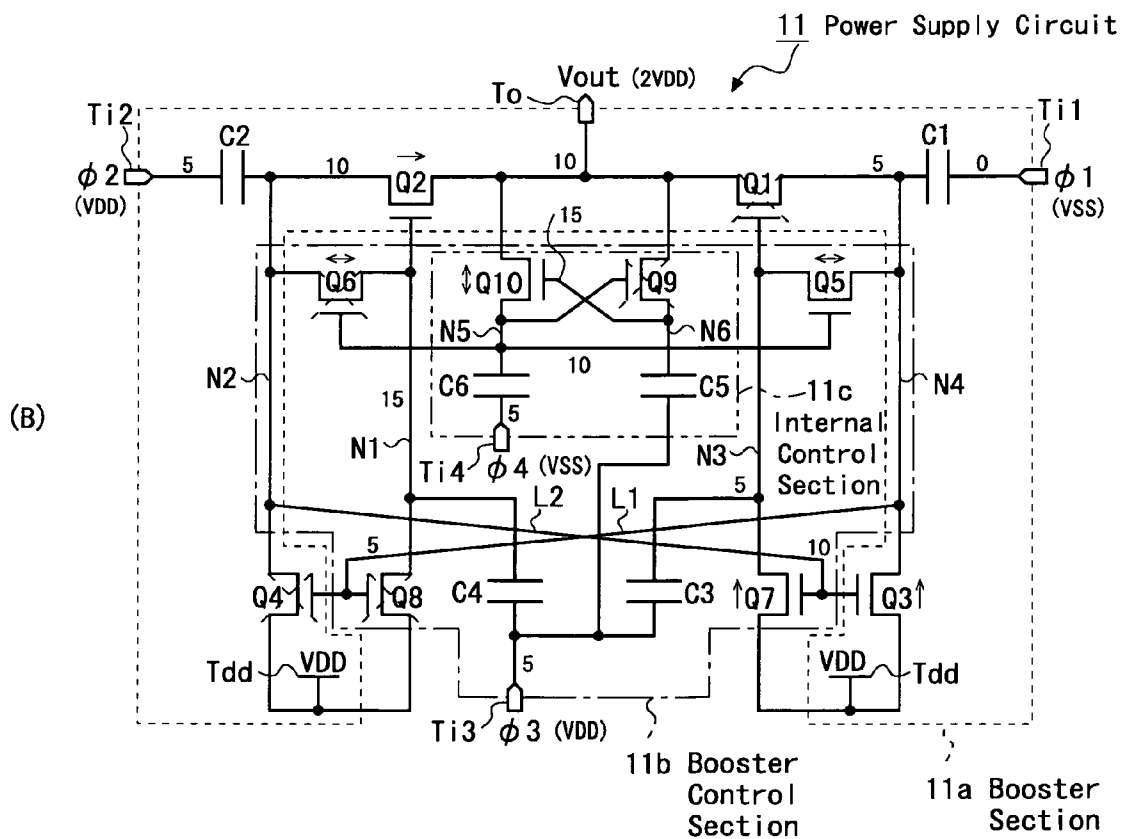 11 Power Supply Circuit
Vout (2VDD)
To
Ti2
C2
C1
Ti1
φ2
(VDD)
5
10
→
Q2
10
Q1
5
0
φ1
(VSS)
15
↔
Q6
↕
Q10
Q9
↔
Q5
N5
N6
10
N2
N4
C6
C5
11c
Internal
Control
Section
(B)
15
5
N1
Ti4
φ4 (VSS)
N3
5
L2
L1
5
10
Q4
Q8
C4
C3
↑Q7
Q3↑
Tdd
VDD
VDD
Tdd
5
Ti3
φ3 (VDD)
11b Booster
Control
Section
11a Booster
Section